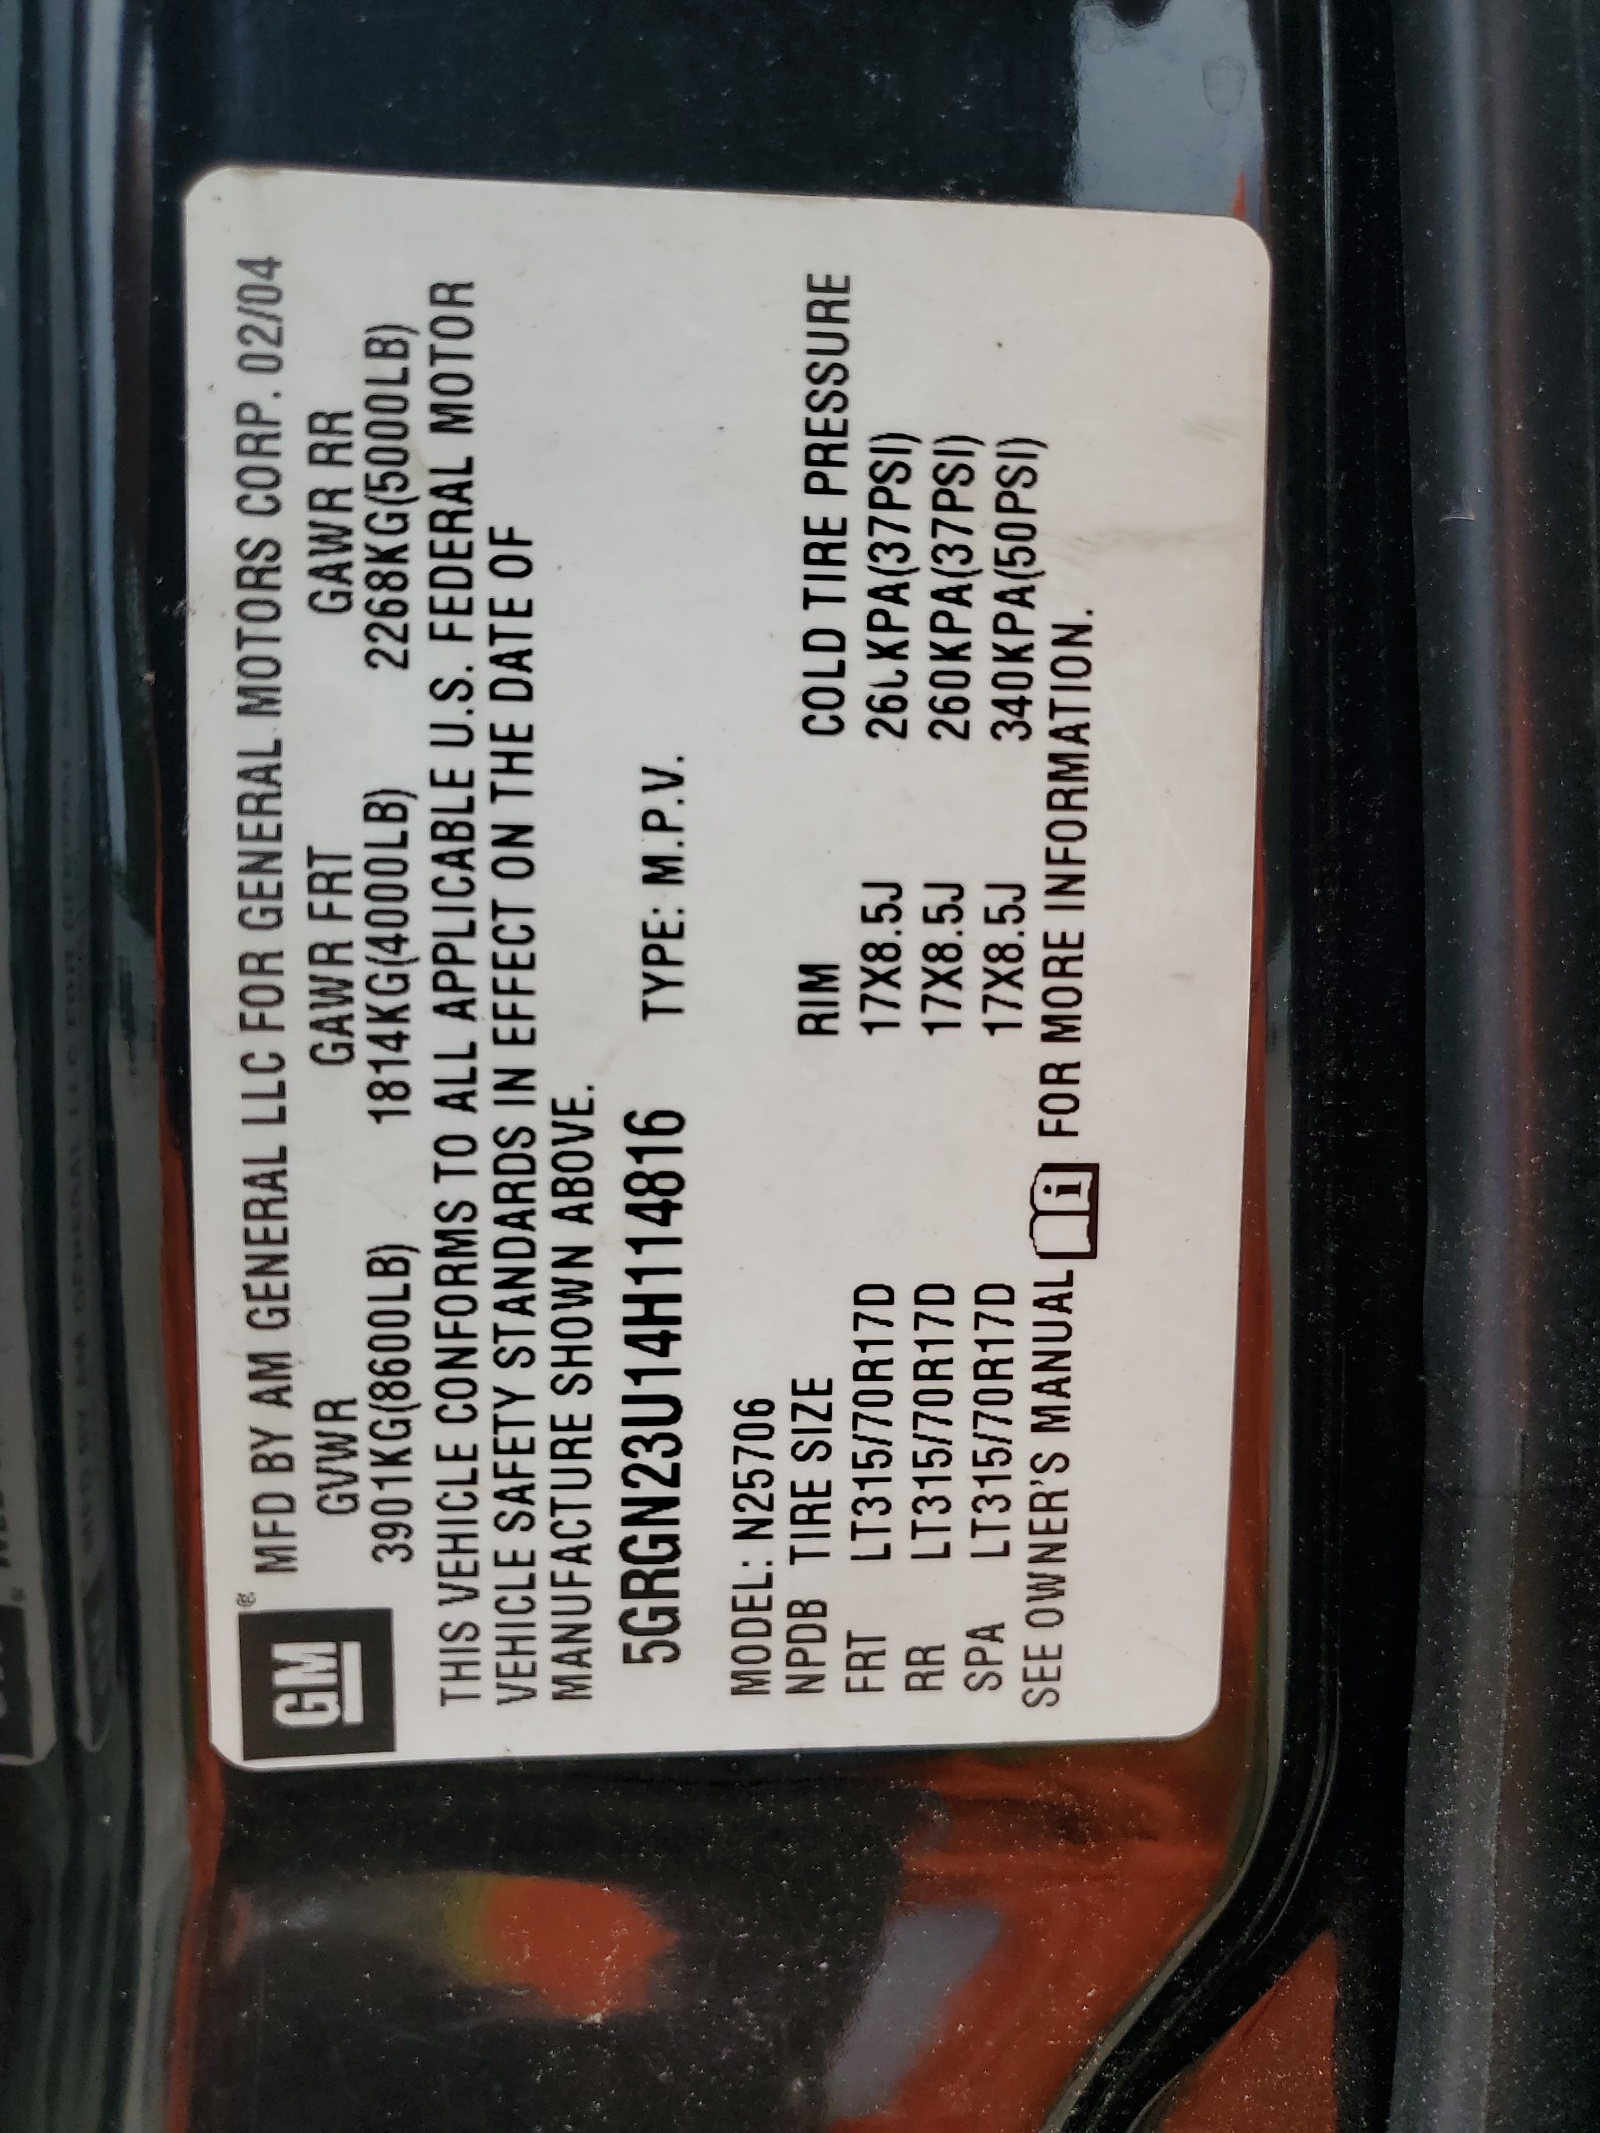 GM® MFD BY AM GENERAL LLC FOR GENERAL MOTORS CORP. 02/04
GVWR GAWR FRT GAWR RR
3901KG(8600LB) 1814KG(4000LB) 2268KG(5000LB)
THIS VEHICLE CONFORMS TO ALL APPLICABLE U.S. FEDERAL MOTOR
VEHICLE SAFETY STANDARDS IN EFFECT ON THE DATE OF
MANUFACTURE SHOWN ABOVE.
5GRGN23U14H114816 TYPE: M.P.V.
MODEL: N25706
NPDB TIRE SIZE RIM COLD TIRE PRESSURE
FRT LT315/70R17D 17X8.5J 260KPA(37PSI)
RR LT315/70R17D 17X8.5J 260KPA(37PSI)
SPA LT315/70R17D 17X8.5J 340KPA(50PSI)
SEE OWNER'S MANUAL i FOR MORE INFORMATION.